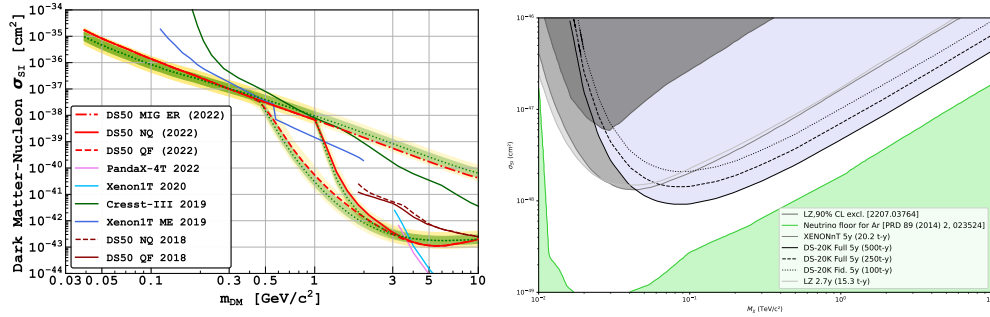 Dark Matter-Nucleon σSI [cm²]
10⁻³⁴
10⁻³⁵
10⁻³⁶
10⁻³⁷
10⁻³⁸
10⁻³⁹
10⁻⁴⁰
10⁻⁴¹
10⁻⁴²
10⁻⁴³
10⁻⁴⁴
DS50 MIG ER (2022)
DS50 NQ (2022)
DS50 QF (2022)
PandaX-4T 2022
Xenon1T 2020
Cresst-III 2019
Xenon1T ME 2019
DS50 NQ 2018
DS50 QF 2018
0.03 0.05 0.1 0.3 0.5 1 3 5 10
mDM [GeV/c²]
σSI (cm²)
10⁻⁴⁶
10⁻⁴⁷
10⁻⁴⁸
10⁻⁴⁹
LZ,90% CL excl. [2207.03764]
Neutrino floor for Ar [PRD 89 (2014) 2, 023524]
XENONnT 5y (20.2 t-y)
DS-20K Full 5y (500t-y)
DS-20K Full 5y (250t-y)
DS-20K Fid. 5y (100t-y)
LZ 2.7y (15.3 t-y)
10⁻² 10⁻¹ 10⁰ 10¹
(TeV/c²)